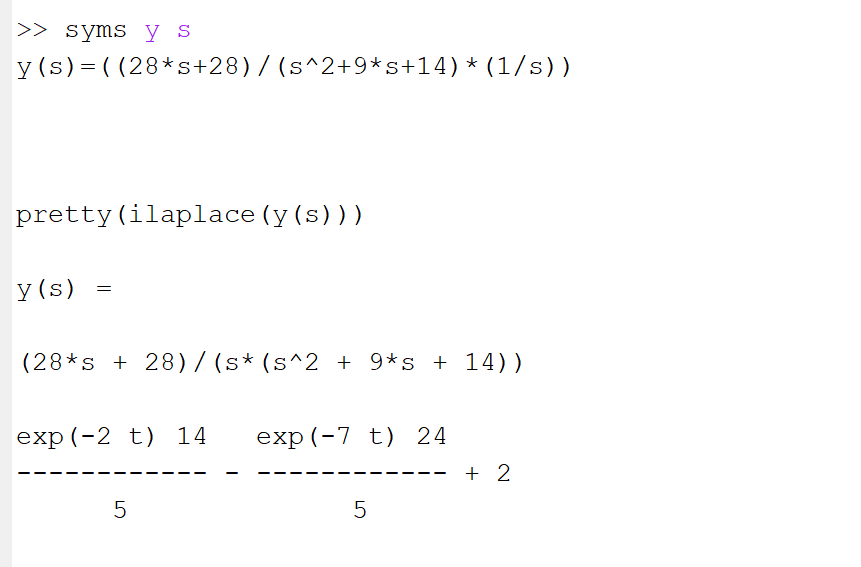 >> syms y s
y(s)=((28*s+28)/(s^2+9*s+14)*(1/s))
pretty(ilaplace(y(s)))
y(s) =
(28*s + 28)/(s*(s^2 + 9*s + 14))
exp(-2 t) 14   exp(-7 t) 24
------------ - ------------ + 2
      5              5